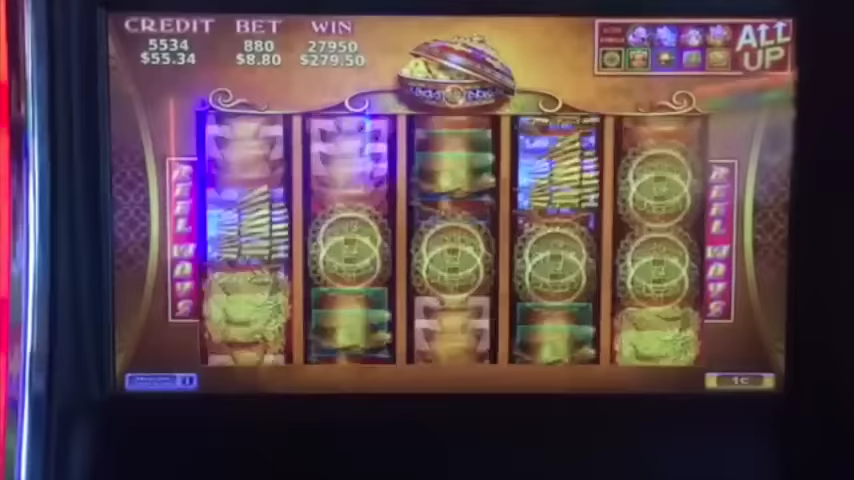 CREDIT BET WIN
5534 880 27950
$55.34 $8.80 $279.50
ALL
UP
REEL WAYS
REEL WAYS
1¢